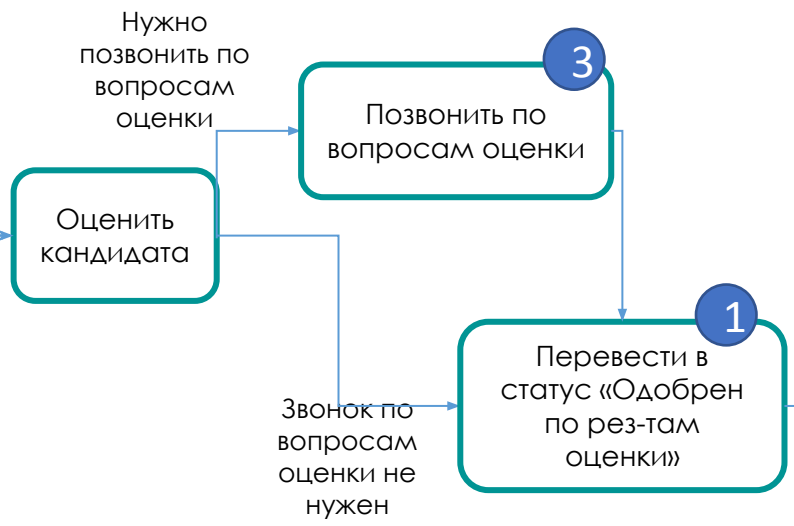 Нужно
позвонить по
вопросам
оценки
3
Позвонить по
вопросам оценки
Оценить
кандидата
1
Перевести в
статус «Одобрен
по рез-там
оценки»
Звонок по
вопросам
оценки не
нужен